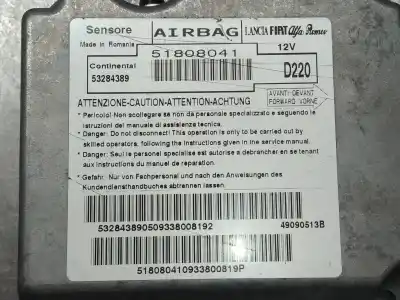 Sensore AIRBAG LANCIA FIAT Alfa Romeo
Made in Romania 51808041 12V
Continental
53284389
D220
AVANTI-DEVANT
FORWARD VORNE
ATTENZIONE-CAUTION-ATTENTION-ACHTUNG
* Pericolo! Non scollegare se non da personale specializzato e seguendo le
istruzioni del manuale di assistenza tecnica.
* Danger: Do not disconnect! This operation is only to be carried out by
skilled operators, following the instructions given in the service manual.
* Danger: Seul le personal specialise est autorise a debrancher en se tenant
aux instructions du manuel de reparation.
* Gefahr: Nur von Fachpersonal und nach den Anweisungen des
Kundendiensthandbuches abtrennen lassen.
532843890509338008192 49090513B
518080410933800819P